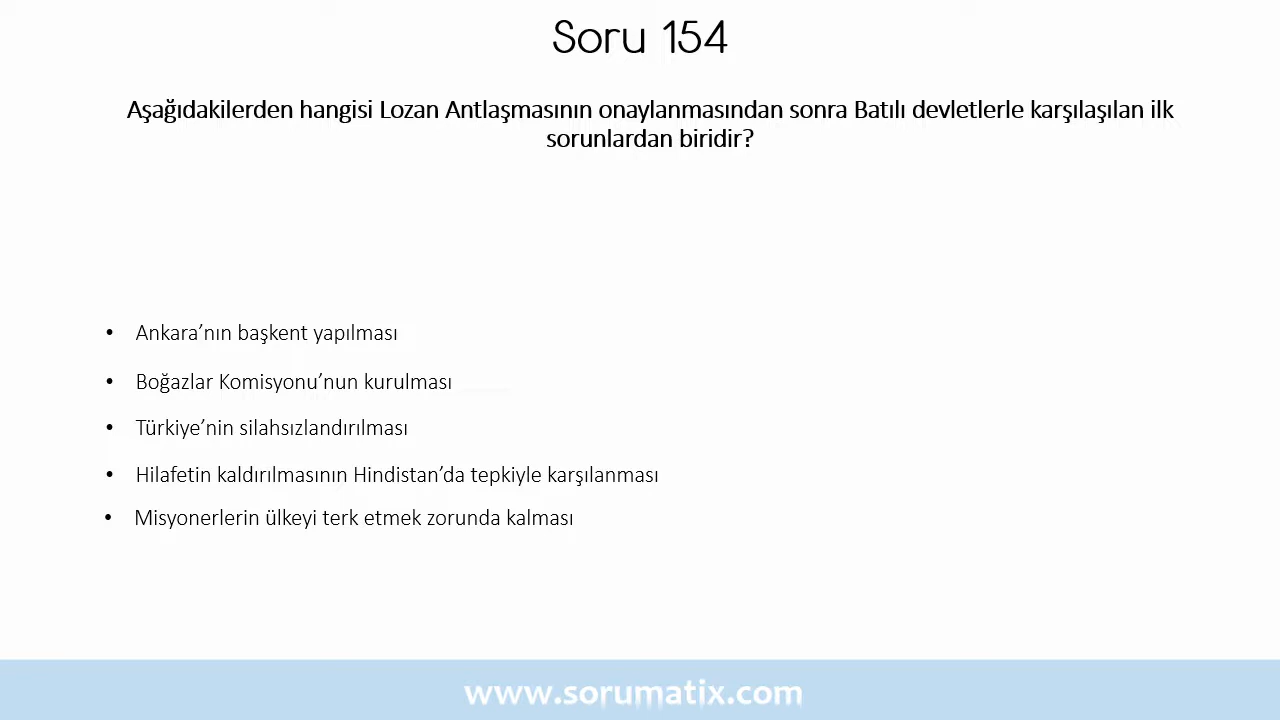 Soru 154
Aşağıdakilerden hangisi Lozan Antlaşmasının onaylanmasından sonra Batılı devletlerle karşılaşılan ilk
sorunlardan biridir?
• Ankara’nın başkent yapılması
• Boğazlar Komisyonu’nun kurulması
• Türkiye’nin silahsızlandırılması
• Hilafetin kaldırılmasının Hindistan’da tepkiyle karşılanması
• Misyonerlerin ülkeyi terk etmek zorunda kalması
www.sorumatix.com